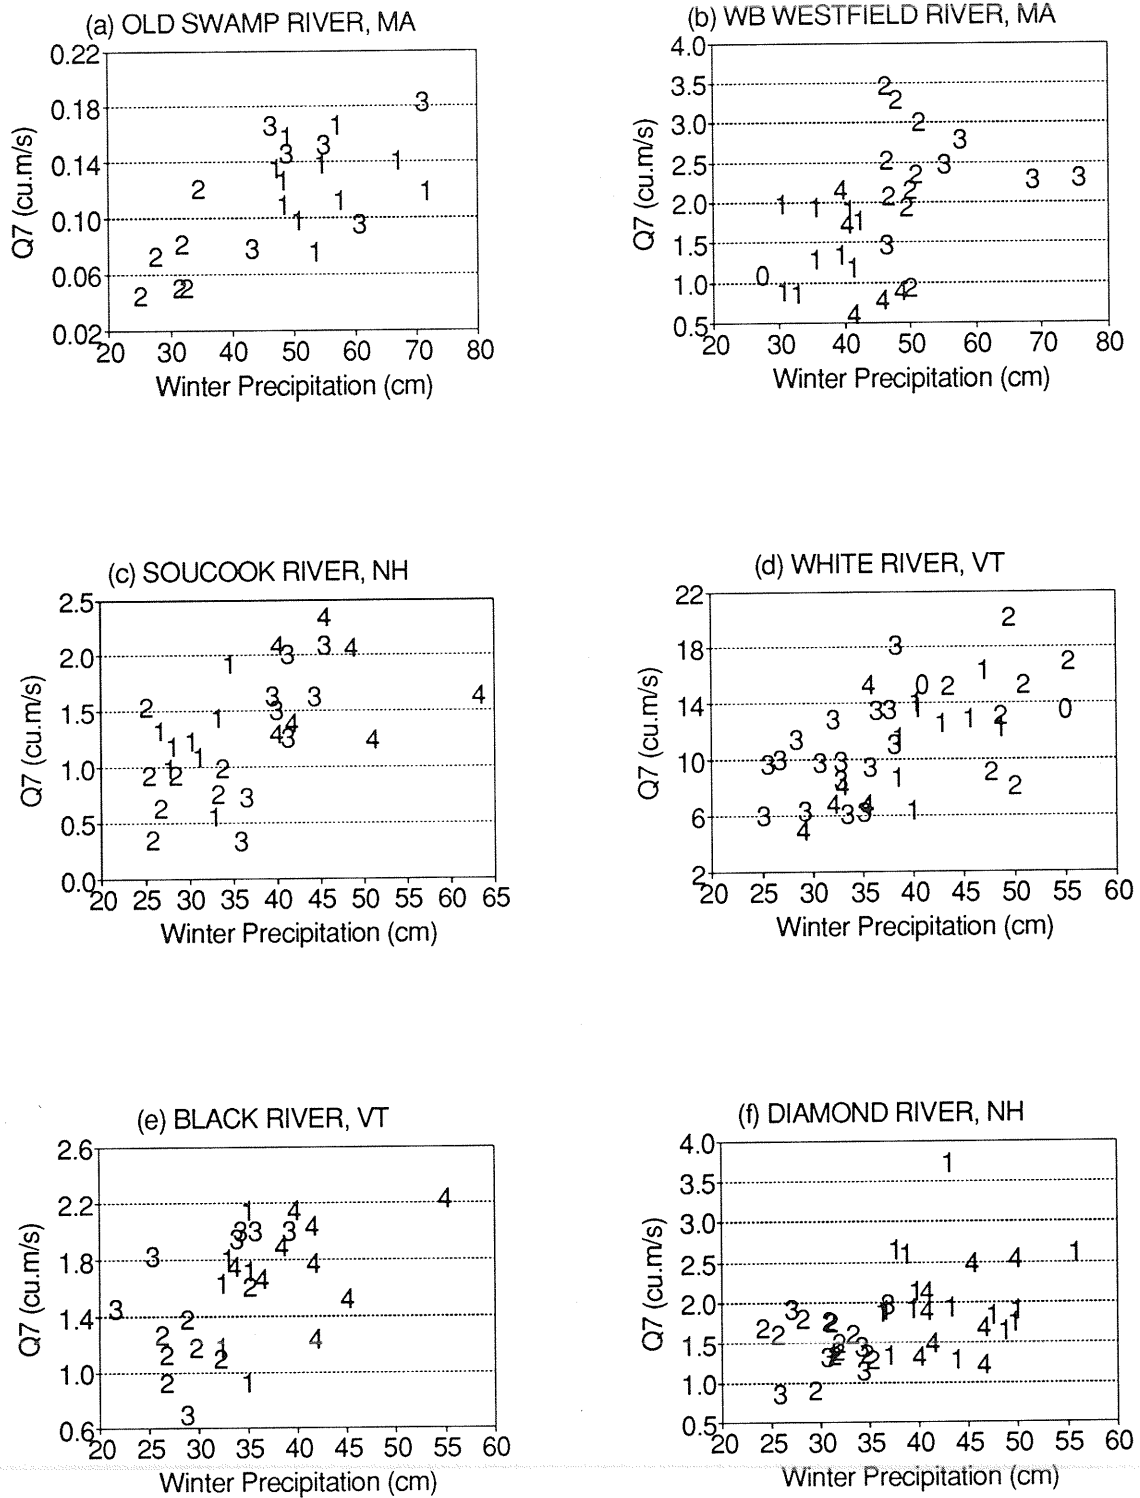 (a) OLD SWAMP RIVER, MA
0.22
0.18
0.14
0.10
0.06
0.02
Q7 (cu.m/s)
20 30 40 50 60 70 80
Winter Precipitation (cm)
(b) WB WESTFIELD RIVER, MA
4.0
3.5
3.0
2.5
2.0
1.5
1.0
0.5
Q7 (cu.m/s)
20 30 40 50 60 70 80
Winter Precipitation (cm)
(c) SOUCOOK RIVER, NH
2.5
2.0
1.5
1.0
0.5
0.0
Q7 (cu.m/s)
20 25 30 35 40 45 50 55 60 65
Winter Precipitation (cm)
(d) WHITE RIVER, VT
22
18
14
10
6
2
Q7 (cu.m/s)
20 25 30 35 40 45 50 55 60
Winter Precipitation (cm)
(e) BLACK RIVER, VT
2.6
2.2
1.8
1.4
1.0
0.6
Q7 (cu.m/s)
20 25 30 35 40 45 50 55 60
Winter Precipitation (cm)
(f) DIAMOND RIVER, NH
4.0
3.5
3.0
2.5
2.0
1.5
1.0
0.5
Q7 (cu.m/s)
20 25 30 35 40 45 50 55 60
Winter Precipitation (cm)